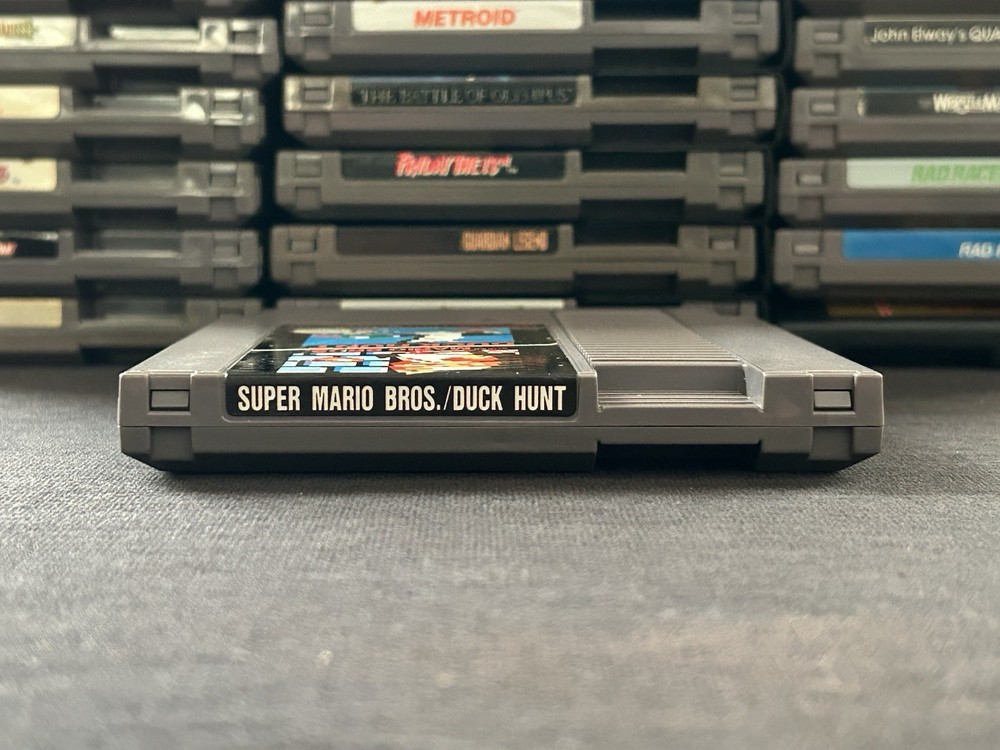 METROID
John Elway's QUA
THE BATTLE OF OLYMPUS
FRIDAY THE 13TH
RAD RACE
GUARDIAN LEGEND
RAD
SUPER MARIO BROS./DUCK HUNT